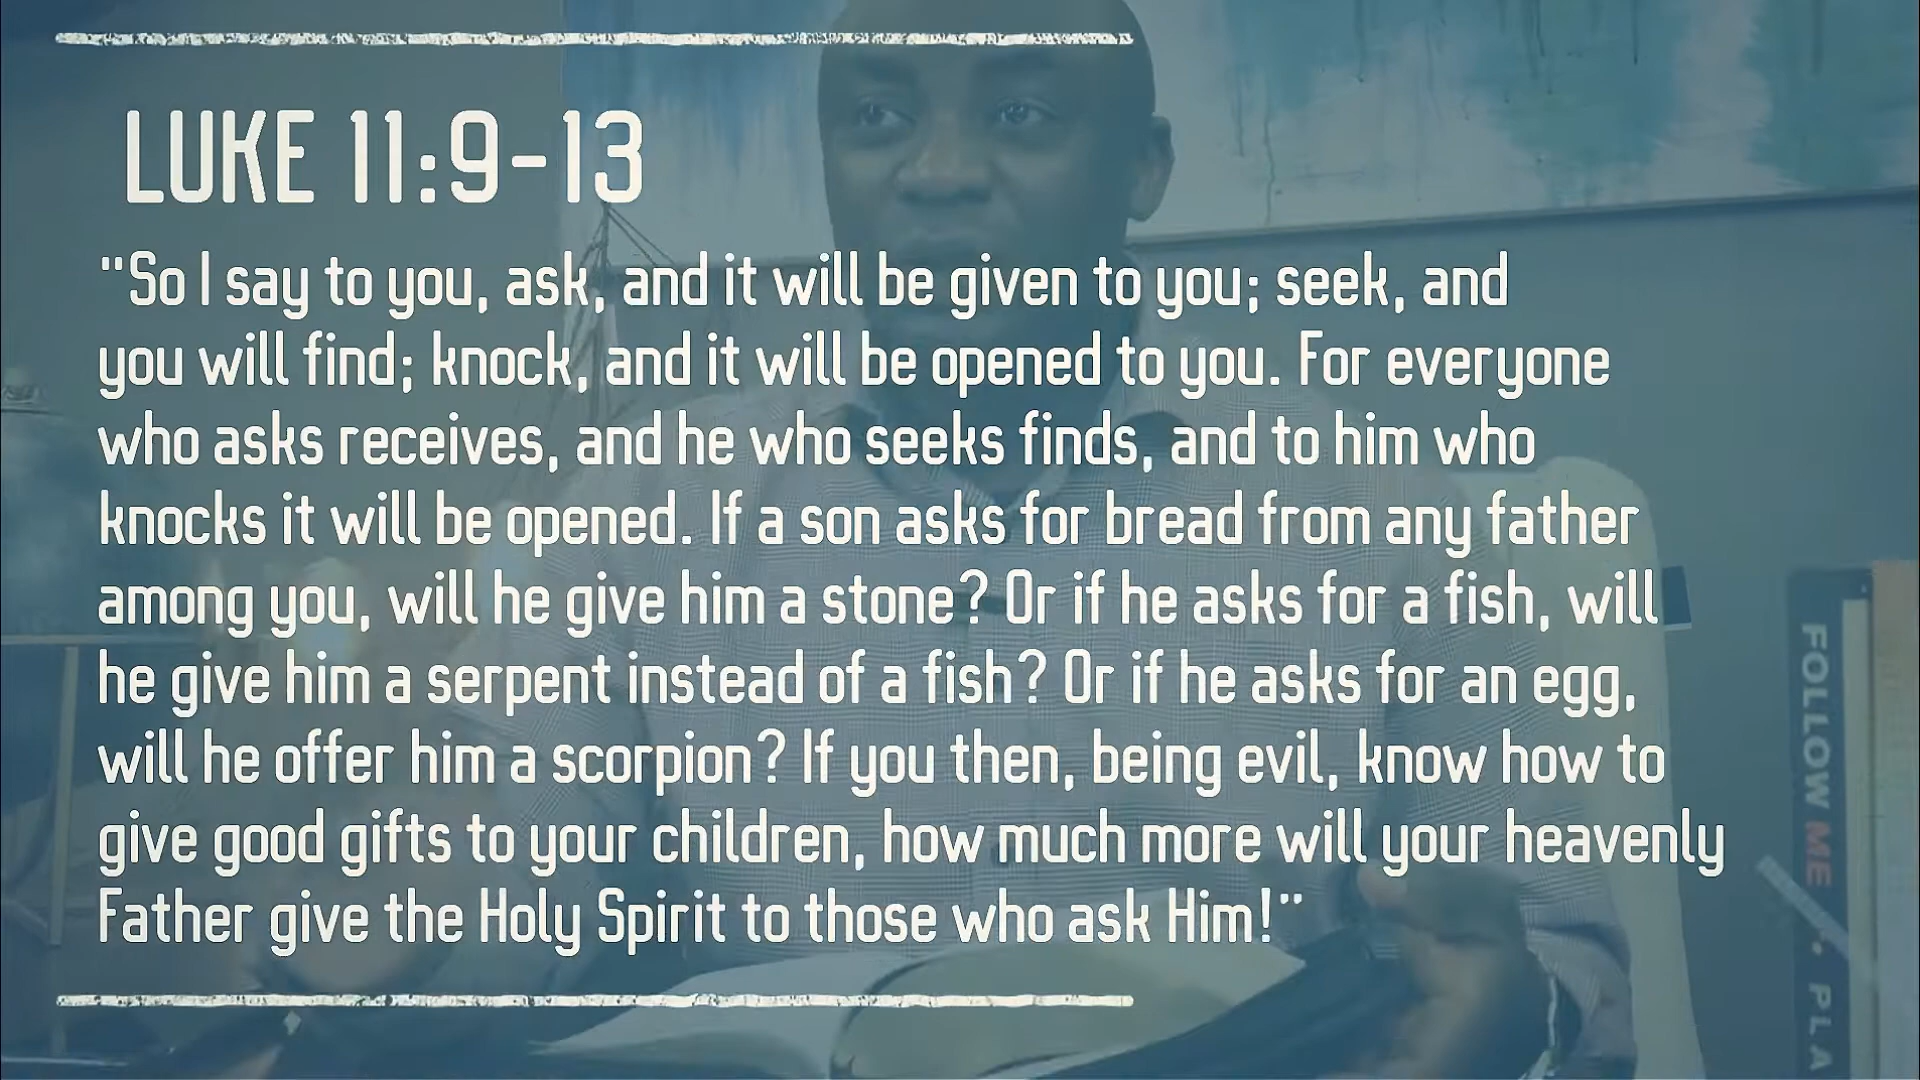 LUKE 11:9-13
"So I say to you, ask, and it will be given to you; seek, and
you will find; knock, and it will be opened to you. For everyone
who asks receives, and he who seeks finds, and to him who
knocks it will be opened. If a son asks for bread from any father
among you, will he give him a stone? Or if he asks for a fish, will
he give him a serpent instead of a fish? Or if he asks for an egg,
will he offer him a scorpion? If you then, being evil, know how to
give good gifts to your children, how much more will your heavenly
Father give the Holy Spirit to those who ask Him!"
FOLLOW ME